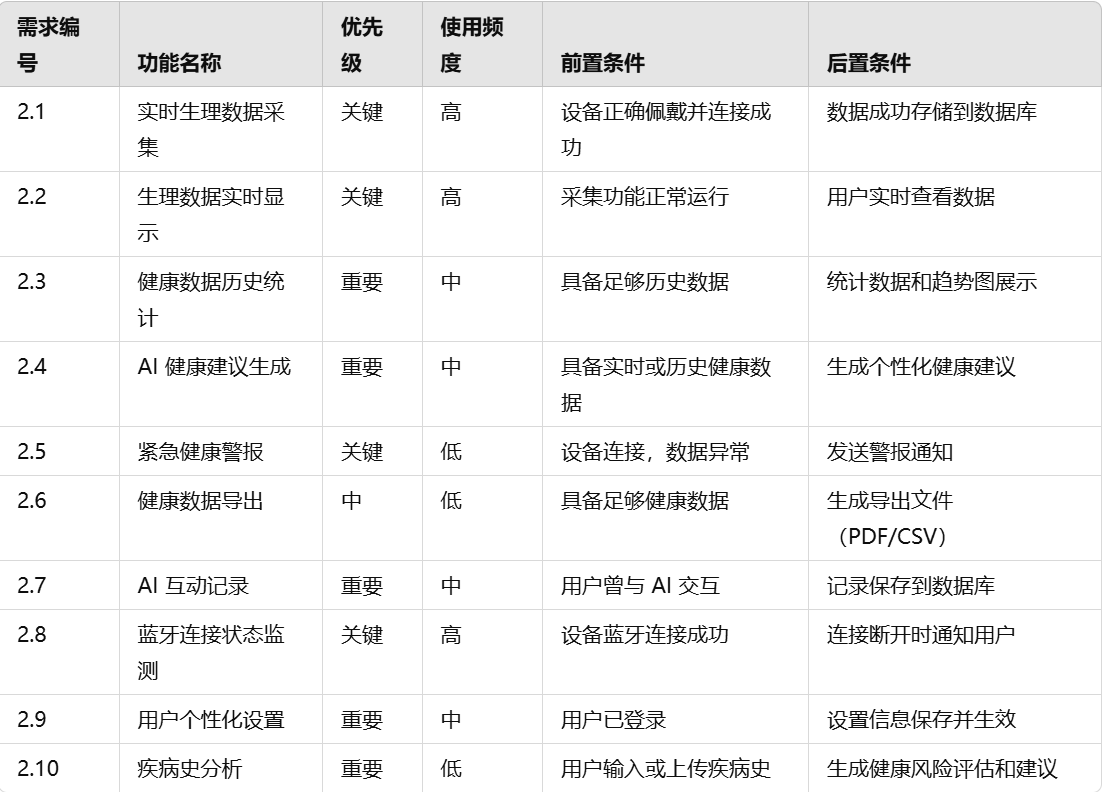 需求编号 功能名称 优先级 使用频度 前置条件 后置条件
2.1 实时生理数据采集 关键 高 设备正确佩戴并连接成功 数据成功存储到数据库
2.2 生理数据实时显示 关键 高 采集功能正常运行 用户实时查看数据
2.3 健康数据历史统计 重要 中 具备足够历史数据 统计数据和趋势图展示
2.4 AI 健康建议生成 重要 中 具备实时或历史健康数据 生成个性化健康建议
2.5 紧急健康警报 关键 低 设备连接，数据异常 发送警报通知
2.6 健康数据导出 中 低 具备足够健康数据 生成导出文件（PDF/CSV）
2.7 AI 互动记录 重要 中 用户曾与 AI 交互 记录保存到数据库
2.8 蓝牙连接状态监测 关键 高 设备蓝牙连接成功 连接断开时通知用户
2.9 用户个性化设置 重要 中 用户已登录 设置信息保存并生效
2.10 疾病史分析 重要 低 用户输入或上传疾病史 生成健康风险评估和建议